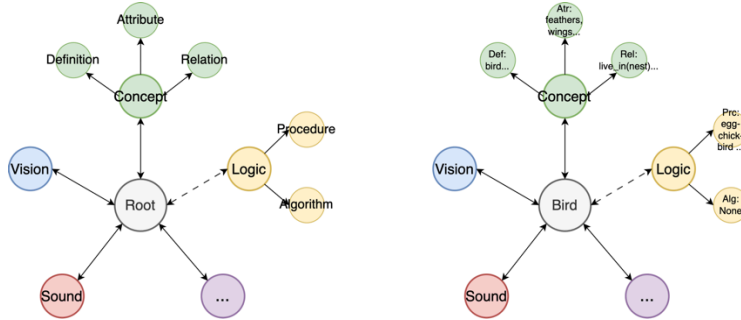 Attribute
Definition
Relation
Concept
Procedure
Vision
Logic
Root
Algorithm
Sound
...
Atr:
feathers,
wings...
Def:
bird...
Rel:
live_in(nest)...
Concept
Prc:
egg-
chick-
bird ...
Vision
Logic
Bird
Alg:
None
Sound
...